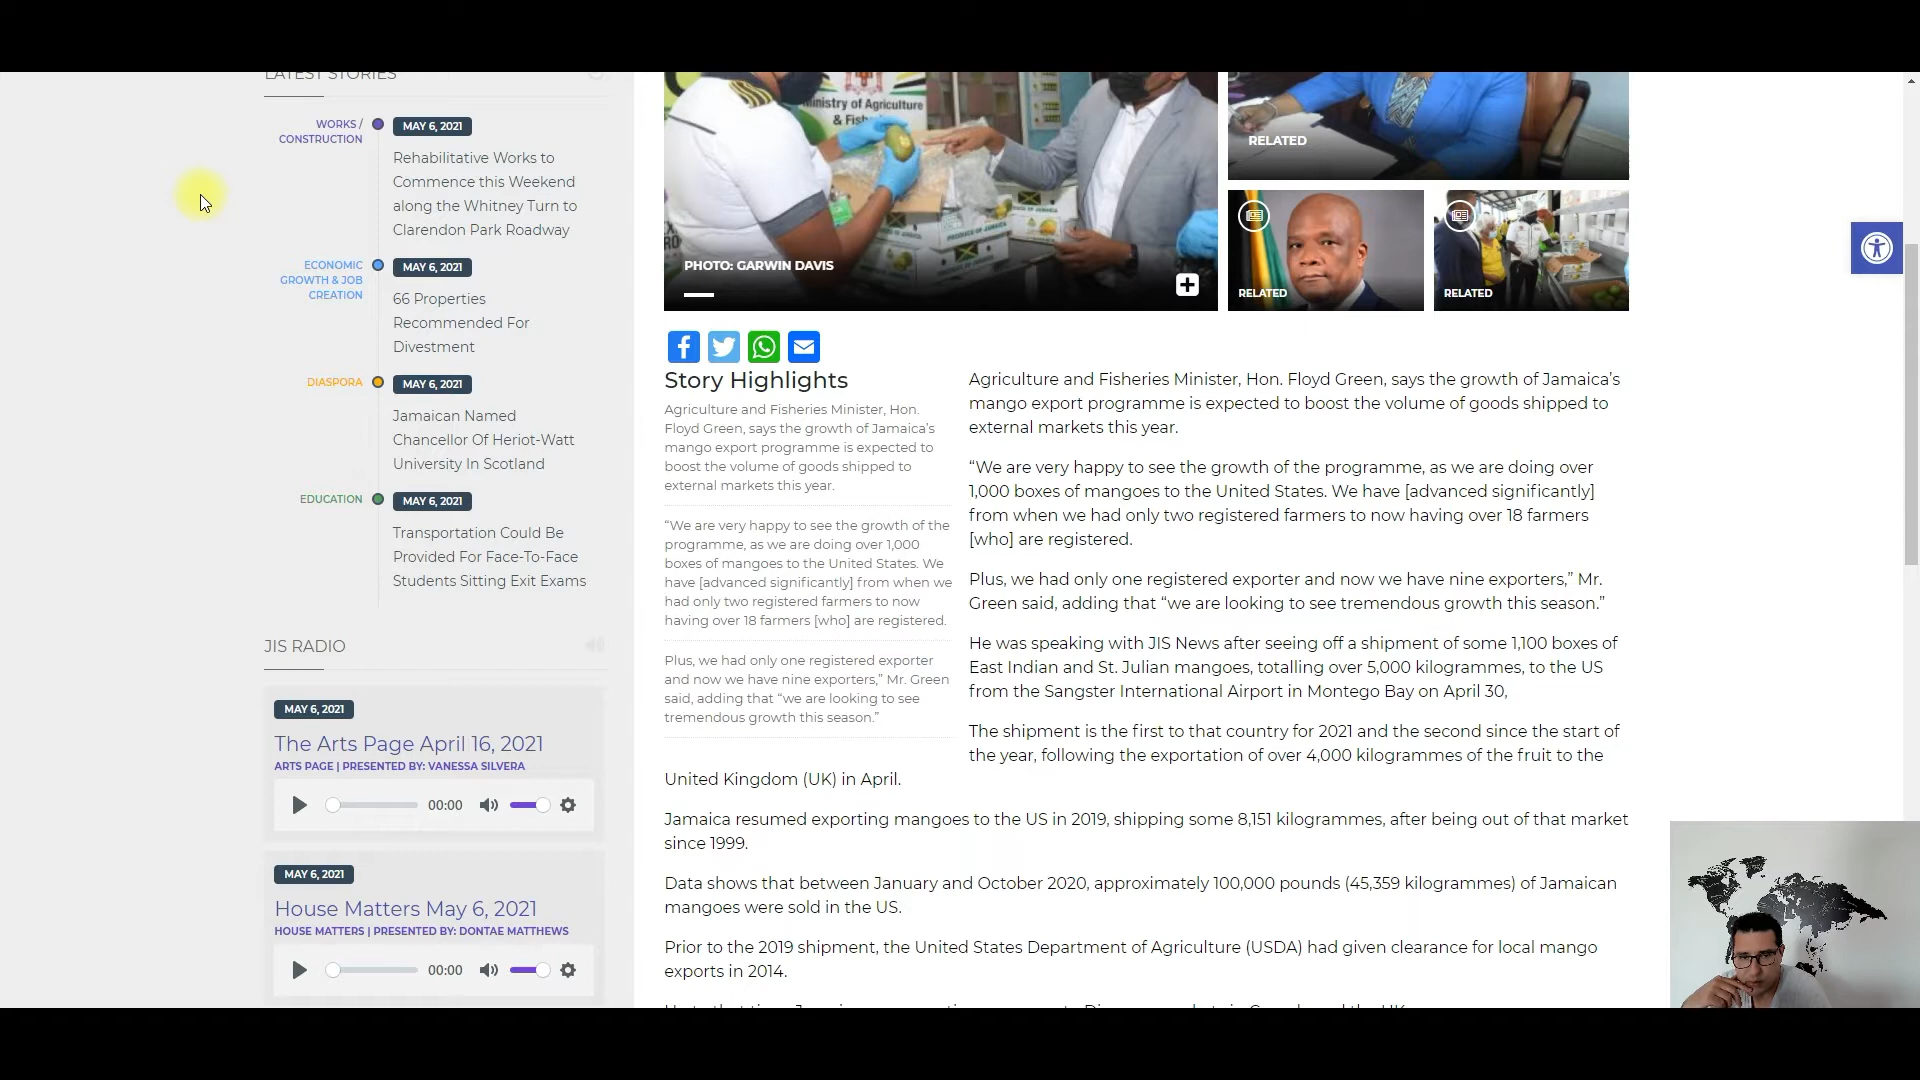 LATEST STORIES
WORKS /
CONSTRUCTION
MAY 6, 2021
Rehabilitative Works to
Commence this Weekend
along the Whitney Turn to
Clarendon Park Roadway
ECONOMIC
GROWTH & JOB
CREATION
MAY 6, 2021
66 Properties
Recommended For
Divestment
DIASPORA
MAY 6, 2021
Jamaican Named
Chancellor Of Heriot-Watt
University In Scotland
EDUCATION
MAY 6, 2021
Transportation Could Be
Provided For Face-To-Face
Students Sitting Exit Exams
JIS RADIO
MAY 6, 2021
The Arts Page April 16, 2021
ARTS PAGE | PRESENTED BY: VANESSA SILVERA
00:00
MAY 6, 2021
House Matters May 6, 2021
HOUSE MATTERS | PRESENTED BY: DONTAE MATTHEWS
00:00
Ministry of Agriculture
PRODUCE OF JAMAICA
PHOTO: GARWIN DAVIS
RELATED
RELATED
RELATED
Story Highlights
Agriculture and Fisheries Minister, Hon.
Floyd Green, says the growth of Jamaica’s
mango export programme is expected to
boost the volume of goods shipped to
external markets this year.
“We are very happy to see the growth of the
programme, as we are doing over 1,000
boxes of mangoes to the United States. We
have [advanced significantly] from when we
had only two registered farmers to now
having over 18 farmers [who] are registered.
Plus, we had only one registered exporter
and now we have nine exporters,” Mr. Green
said, adding that “we are looking to see
tremendous growth this season.”
Agriculture and Fisheries Minister, Hon. Floyd Green, says the growth of Jamaica’s
mango export programme is expected to boost the volume of goods shipped to
external markets this year.
“We are very happy to see the growth of the programme, as we are doing over
1,000 boxes of mangoes to the United States. We have [advanced significantly]
from when we had only two registered farmers to now having over 18 farmers
[who] are registered.
Plus, we had only one registered exporter and now we have nine exporters,” Mr.
Green said, adding that “we are looking to see tremendous growth this season.”
He was speaking with JIS News after seeing off a shipment of some 1,100 boxes of
East Indian and St. Julian mangoes, totalling over 5,000 kilogrammes, to the US
from the Sangster International Airport in Montego Bay on April 30,
The shipment is the first to that country for 2021 and the second since the start of
the year, following the exportation of over 4,000 kilogrammes of the fruit to the
United Kingdom (UK) in April.
Jamaica resumed exporting mangoes to the US in 2019, shipping some 8,151 kilogrammes, after being out of that market
since 1999.
Data shows that between January and October 2020, approximately 100,000 pounds (45,359 kilogrammes) of Jamaican
mangoes were sold in the US.
Prior to the 2019 shipment, the United States Department of Agriculture (USDA) had given clearance for local mango
exports in 2014.